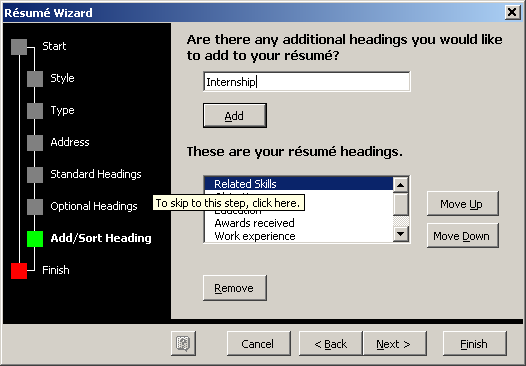 Résumé Wizard
Start
Style
Type
Address
Standard Headings
Optional Headings
Add/Sort Heading
Finish
To skip to this step, click here.
Are there any additional headings you would like
to add to your résumé?
Internship
Add
These are your résumé headings.
Related Skills
Education
Awards received
Work experience
Move Up
Move Down
Remove
Cancel
< Back
Next >
Finish